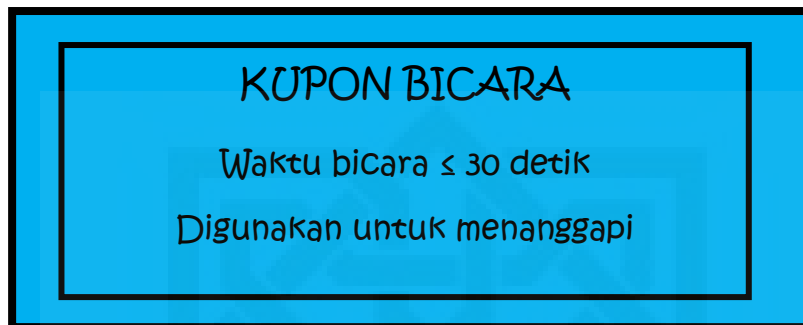 KUPON BICARA
Waktu bicara ≤ 30 detik
Digunakan untuk menanggapi